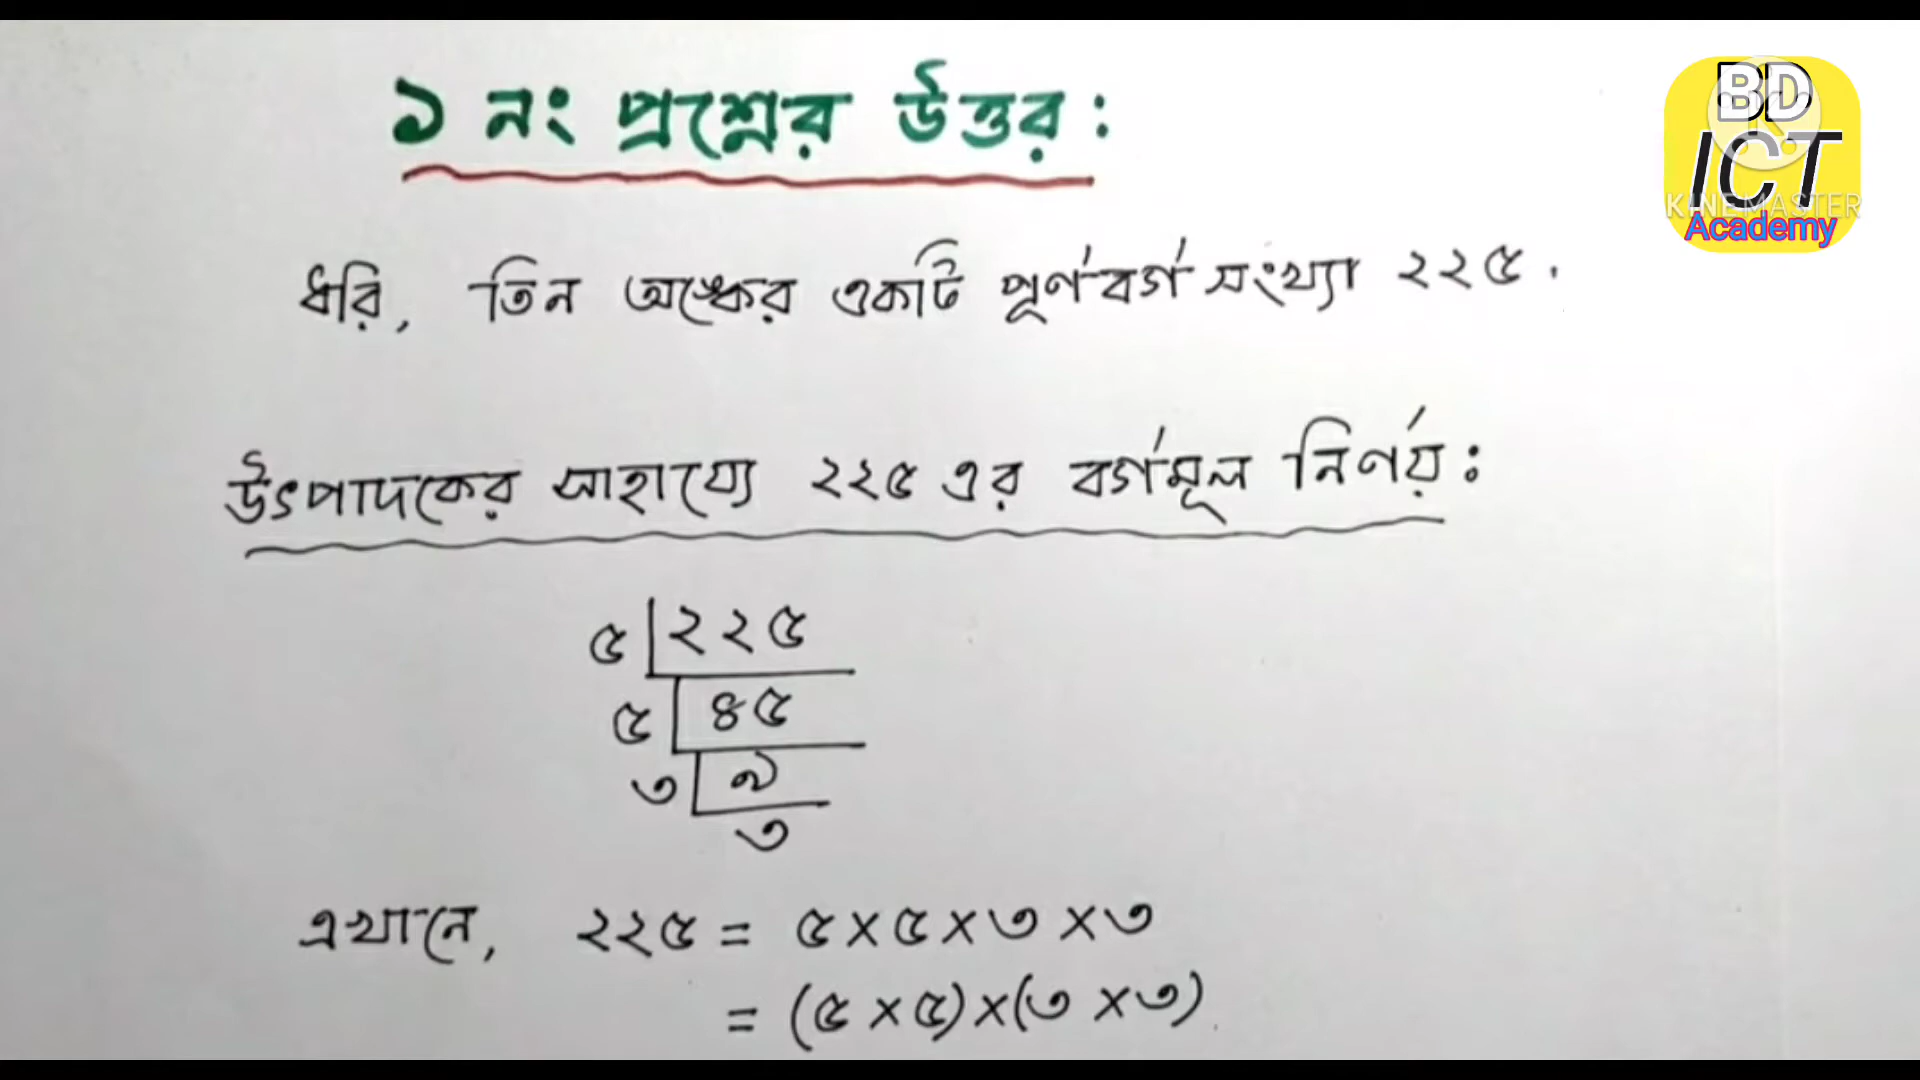 ১ নং প্রশ্নের উত্তর:
ধরি, তিন অঙ্কের একটি পূর্ণবর্গ সংখ্যা ২২৫.
উৎপাদকের সাহায্যে ২২৫ এর বর্গমূল নির্ণয়:
৫ | ২২৫
৫ | ৪৫
৩ | ৯
৩
এখানে, ২২৫ = ৫×৫×৩×৩
= (৫×৫)×(৩×৩)
BD
ICT
KINEMASTER
Academy